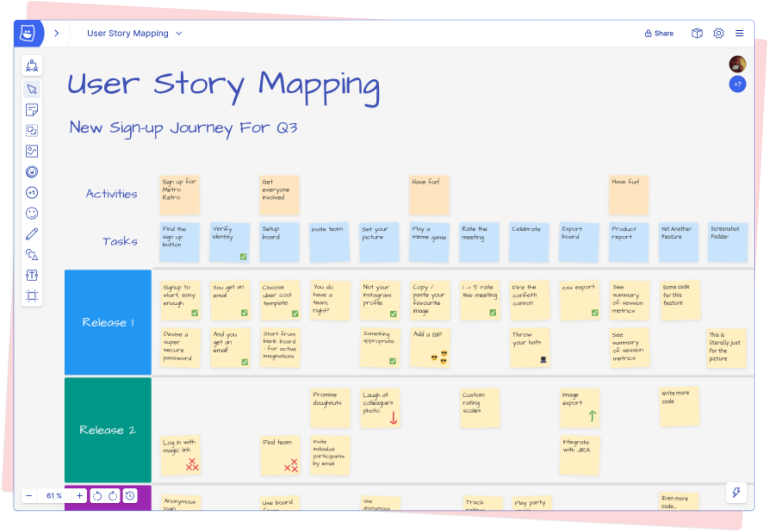 User Story Mapping
Share
User Story Mapping
+7
New Sign-up Journey For Q3
Activities
Sign up for
Metro
Retro
Get
everyone
involved
Have fun!
Have fun!
Tasks
Find the
sign up
button
Verify
identity
Setup
board
Invite team
Set your
picture
Play a
meme game
Rate the
meeting
Celebrate
Export
board
Product
report
Yet Another
Feature
Screenshot
Fodder
Release 1
Signup to
start, easy
enough.
You get an
email
Choose
uber cool
template
You do
have a
team,
right?
Not your
Instagram
profile
Copy /
paste your
favourite
image
1 -> 5 rate
this meeting
Fire the
confetti
cannon
.csv export
See
summary
of session
metrics
Some code
for this
feature
Devise a
super
secure
password
And you
get an
email
Start from
blank board
- for active
imaginations
Something
appropriate
Add a GIF
Throw
your hats
See
summary
of session
metrics
This is
literally just
for the
picture
Release 2
Promise
doughnuts
Laugh at
colleague's
photo
Custom
rating
scales
Image
export
Write more
code
Log in with
magic link
Find team
Invite
individual
participants
by email
Integrate
with JIRA
+1
61 %
Anonymous
login
Use board
Use
anonymous
Track
Play party
Even more
code...